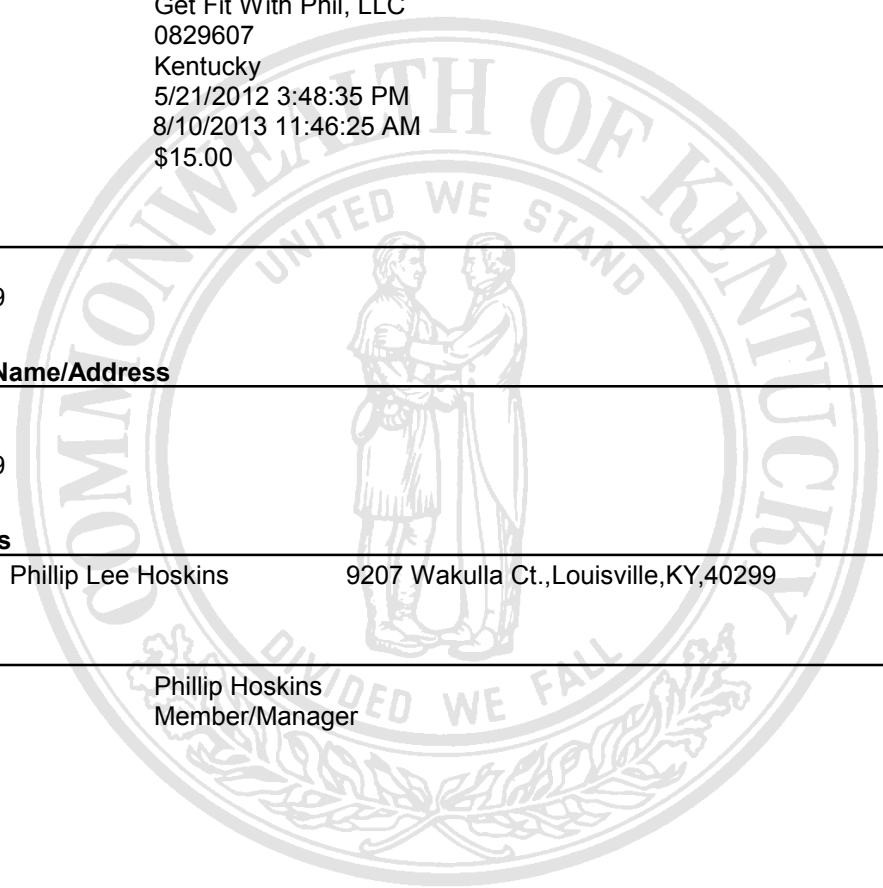 Get Fit With Phil, LLC
0829607
Kentucky
5/21/2012 3:48:35 PM
8/10/2013 11:46:25 AM
$15.00
COMMONWEALTH OF KENTUCKY
UNITED WE STAND
9
Name/Address
9
s
Phillip Lee Hoskins 9207 Wakulla Ct.,Louisville,KY,40299
DIVIDED WE FALL
Phillip Hoskins
Member/Manager